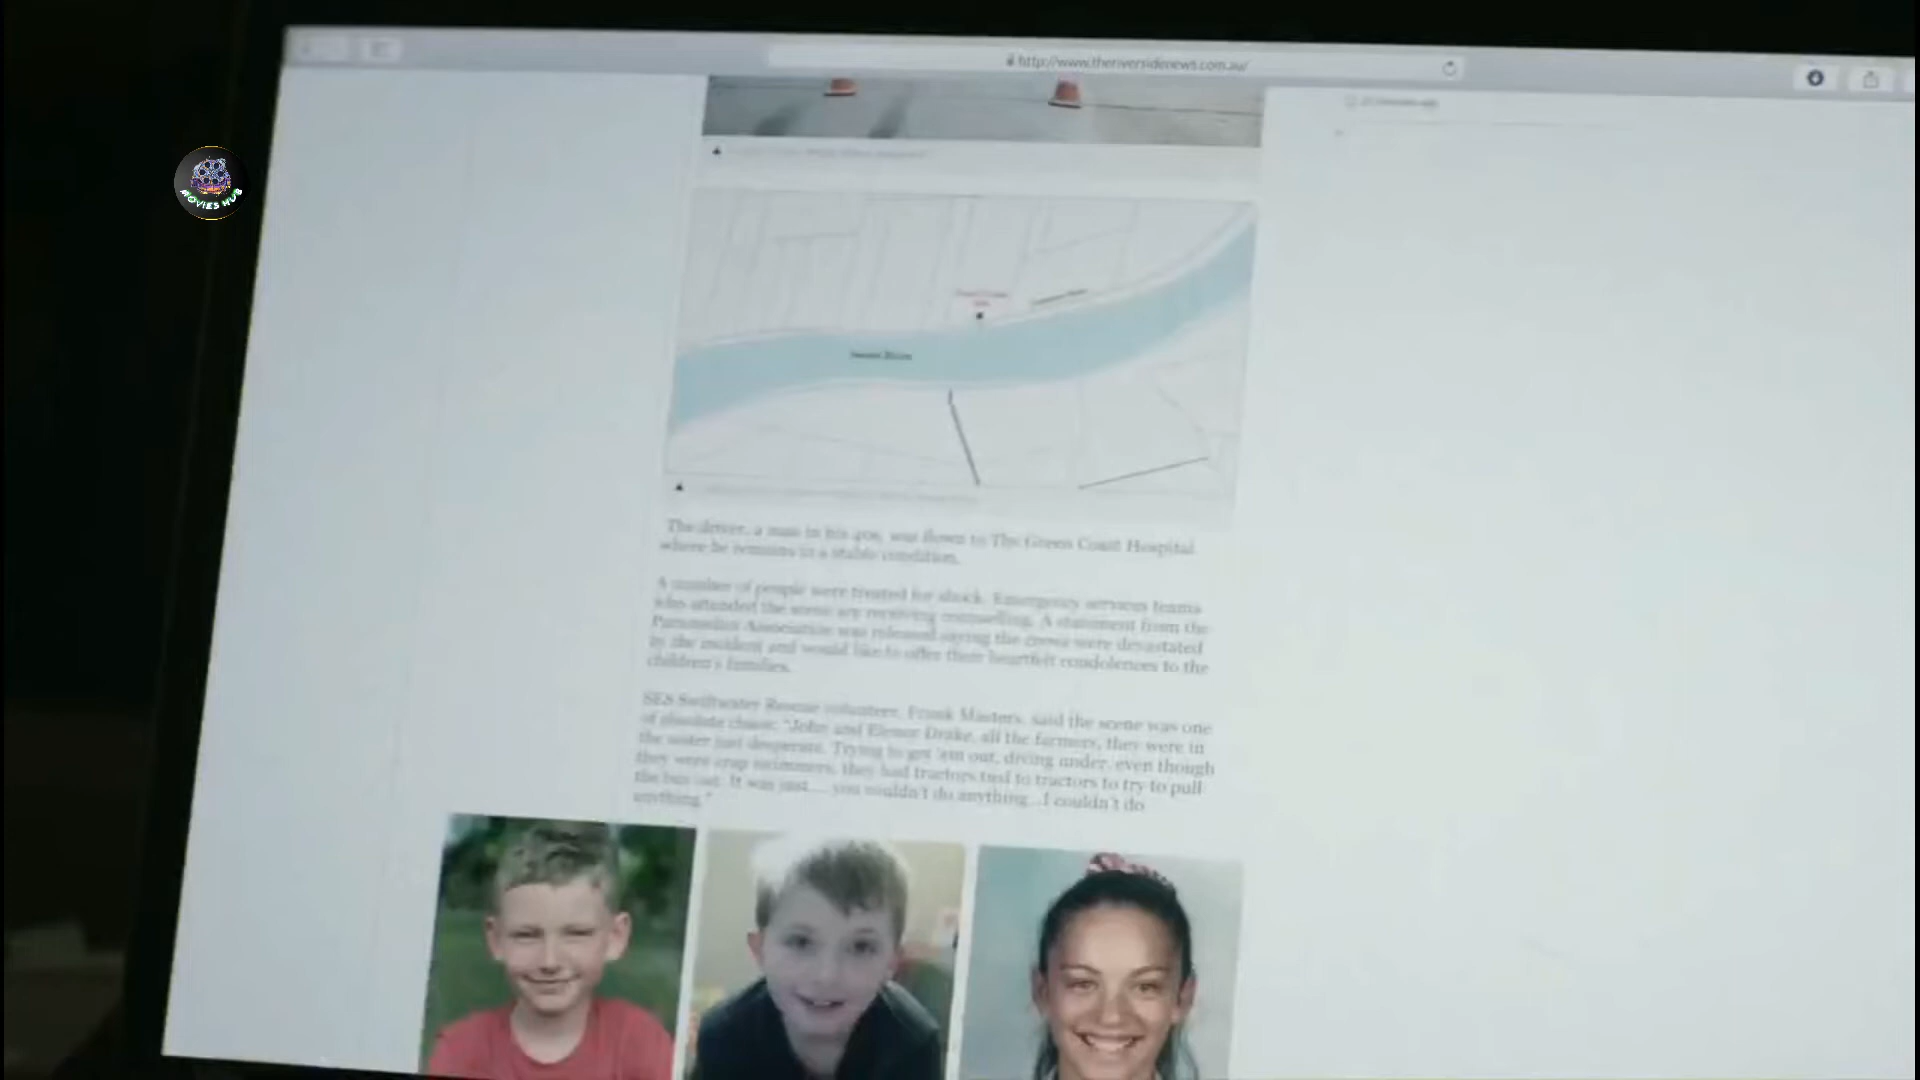 http://www.theriversidenews.com.au/
MOVIES HUB
The driver, a man in his 40s, was flown to The Green Coast Hospital
where he remains in a stable condition.
A number of people were treated for shock. Emergency services teams
who attended the scene are receiving counselling. A statement from the
Paramedics Association was released saying the crews were devastated
by the incident and would like to offer their heartfelt condolences to the
children's families.
SES Swiftwater Rescue volunteer, Frank Masters, said the scene was one
of absolute chaos. "John and Eleanor Drake, all the farmers, they were in
the water just desperate. Trying to get 'em out, diving under, even though
they were crap swimmers, they had tractors tied to tractors to try to pull
the bus out. It was just.... you couldn't do anything...I couldn't do
anything."